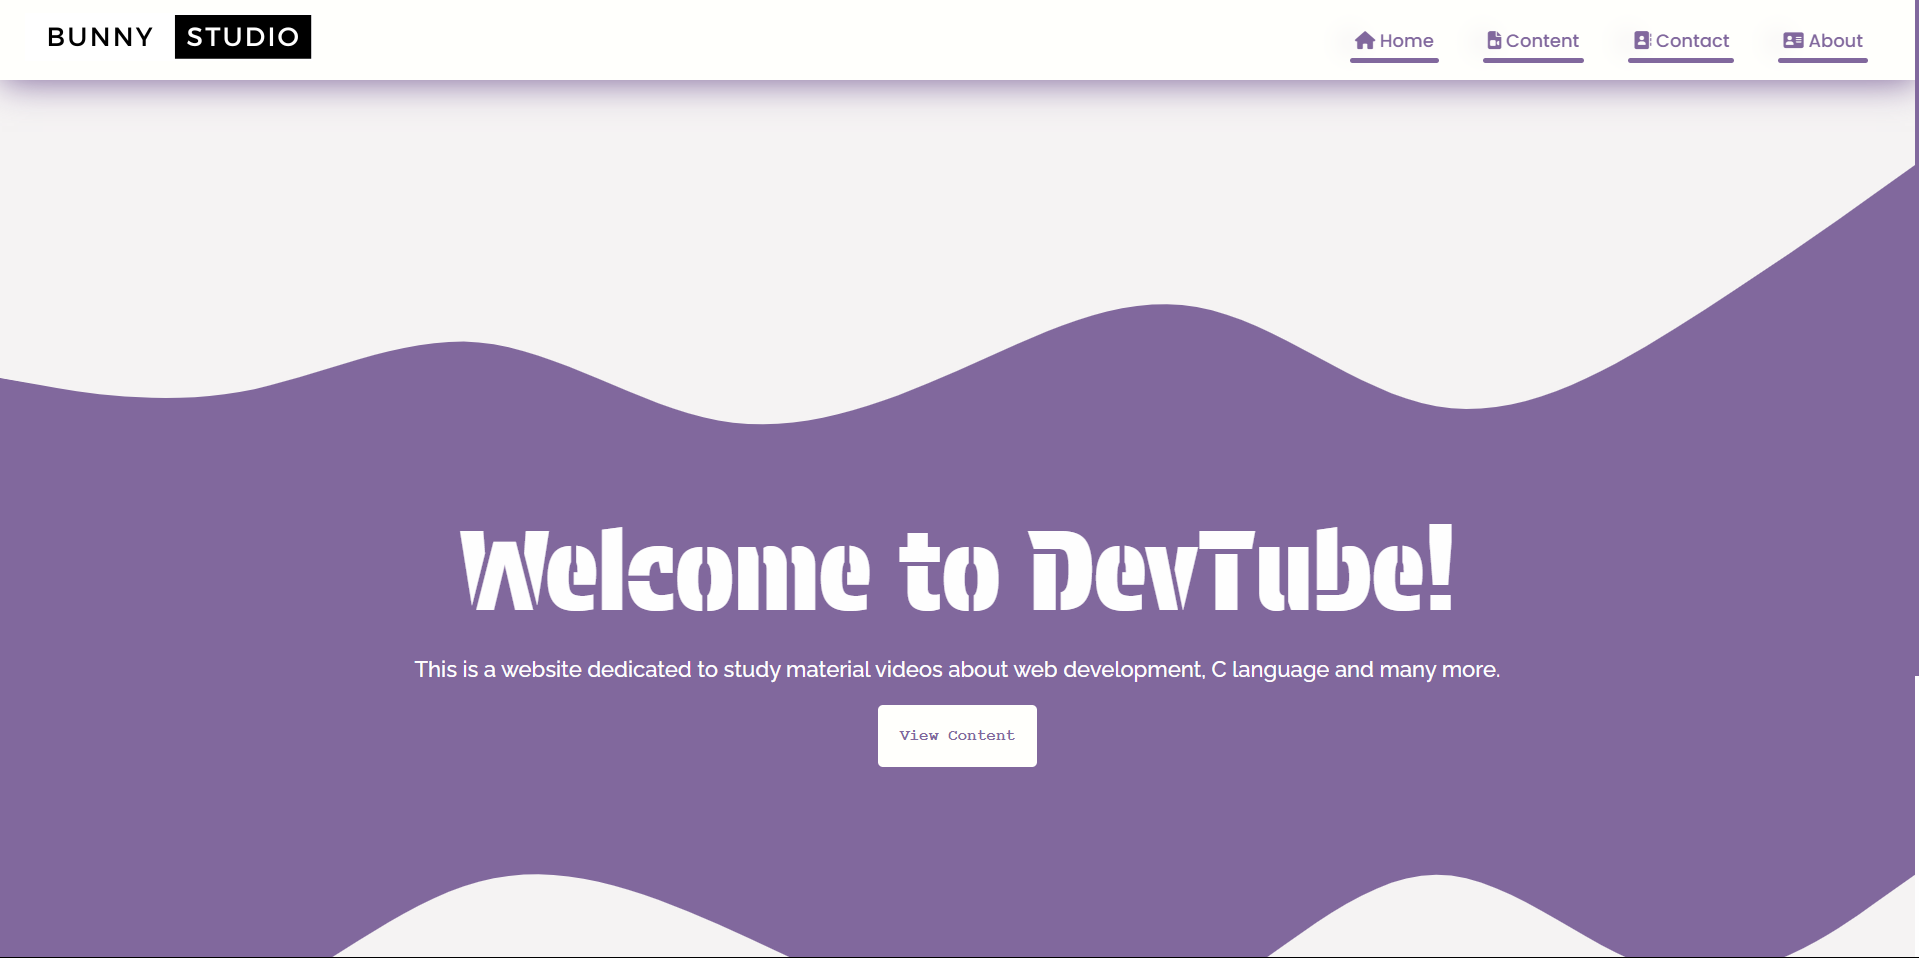 BUNNY STUDIO
Home Content Contact About
Welcome to DevTube!
This is a website dedicated to study material videos about web development, C language and many more.
View Content